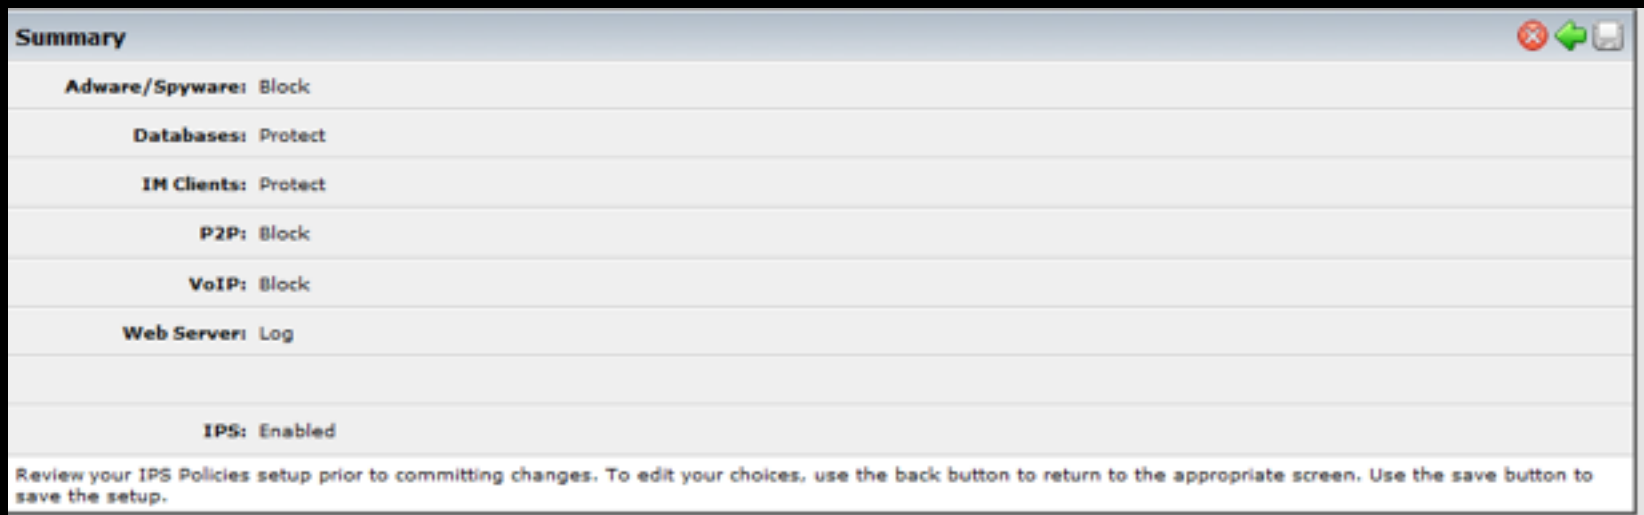 Summary
Adware/Spyware: Block
Databases: Protect
IM Clients: Protect
P2P: Block
VoIP: Block
Web Server: Log
IPS: Enabled
Review your IPS Policies setup prior to committing changes. To edit your choices, use the back button to return to the appropriate screen. Use the save button to
save the setup.